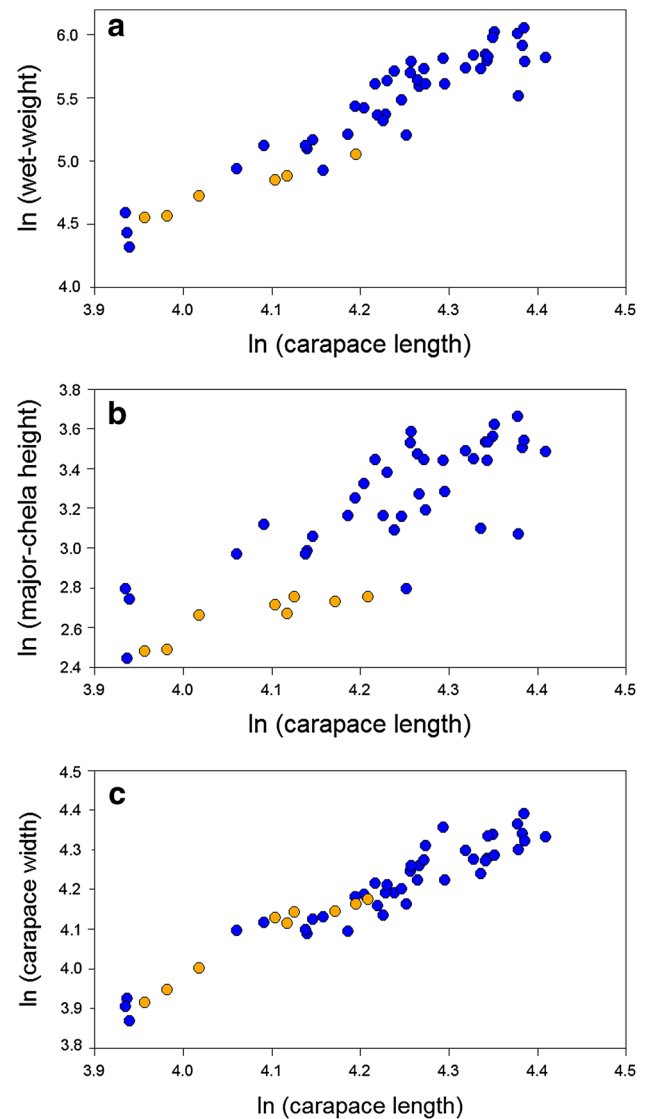 a
6.0
5.5
5.0
4.5
4.0
ln (wet-weight)
3.9 4.0 4.1 4.2 4.3 4.4 4.5
ln (carapace length)
b
3.8
3.6
3.4
3.2
3.0
2.8
2.6
2.4
ln (major-chela height)
3.9 4.0 4.1 4.2 4.3 4.4 4.5
ln (carapace length)
c
4.5
4.4
4.3
4.2
4.1
4.0
3.9
3.8
ln (carapace width)
3.9 4.0 4.1 4.2 4.3 4.4 4.5
ln (carapace length)